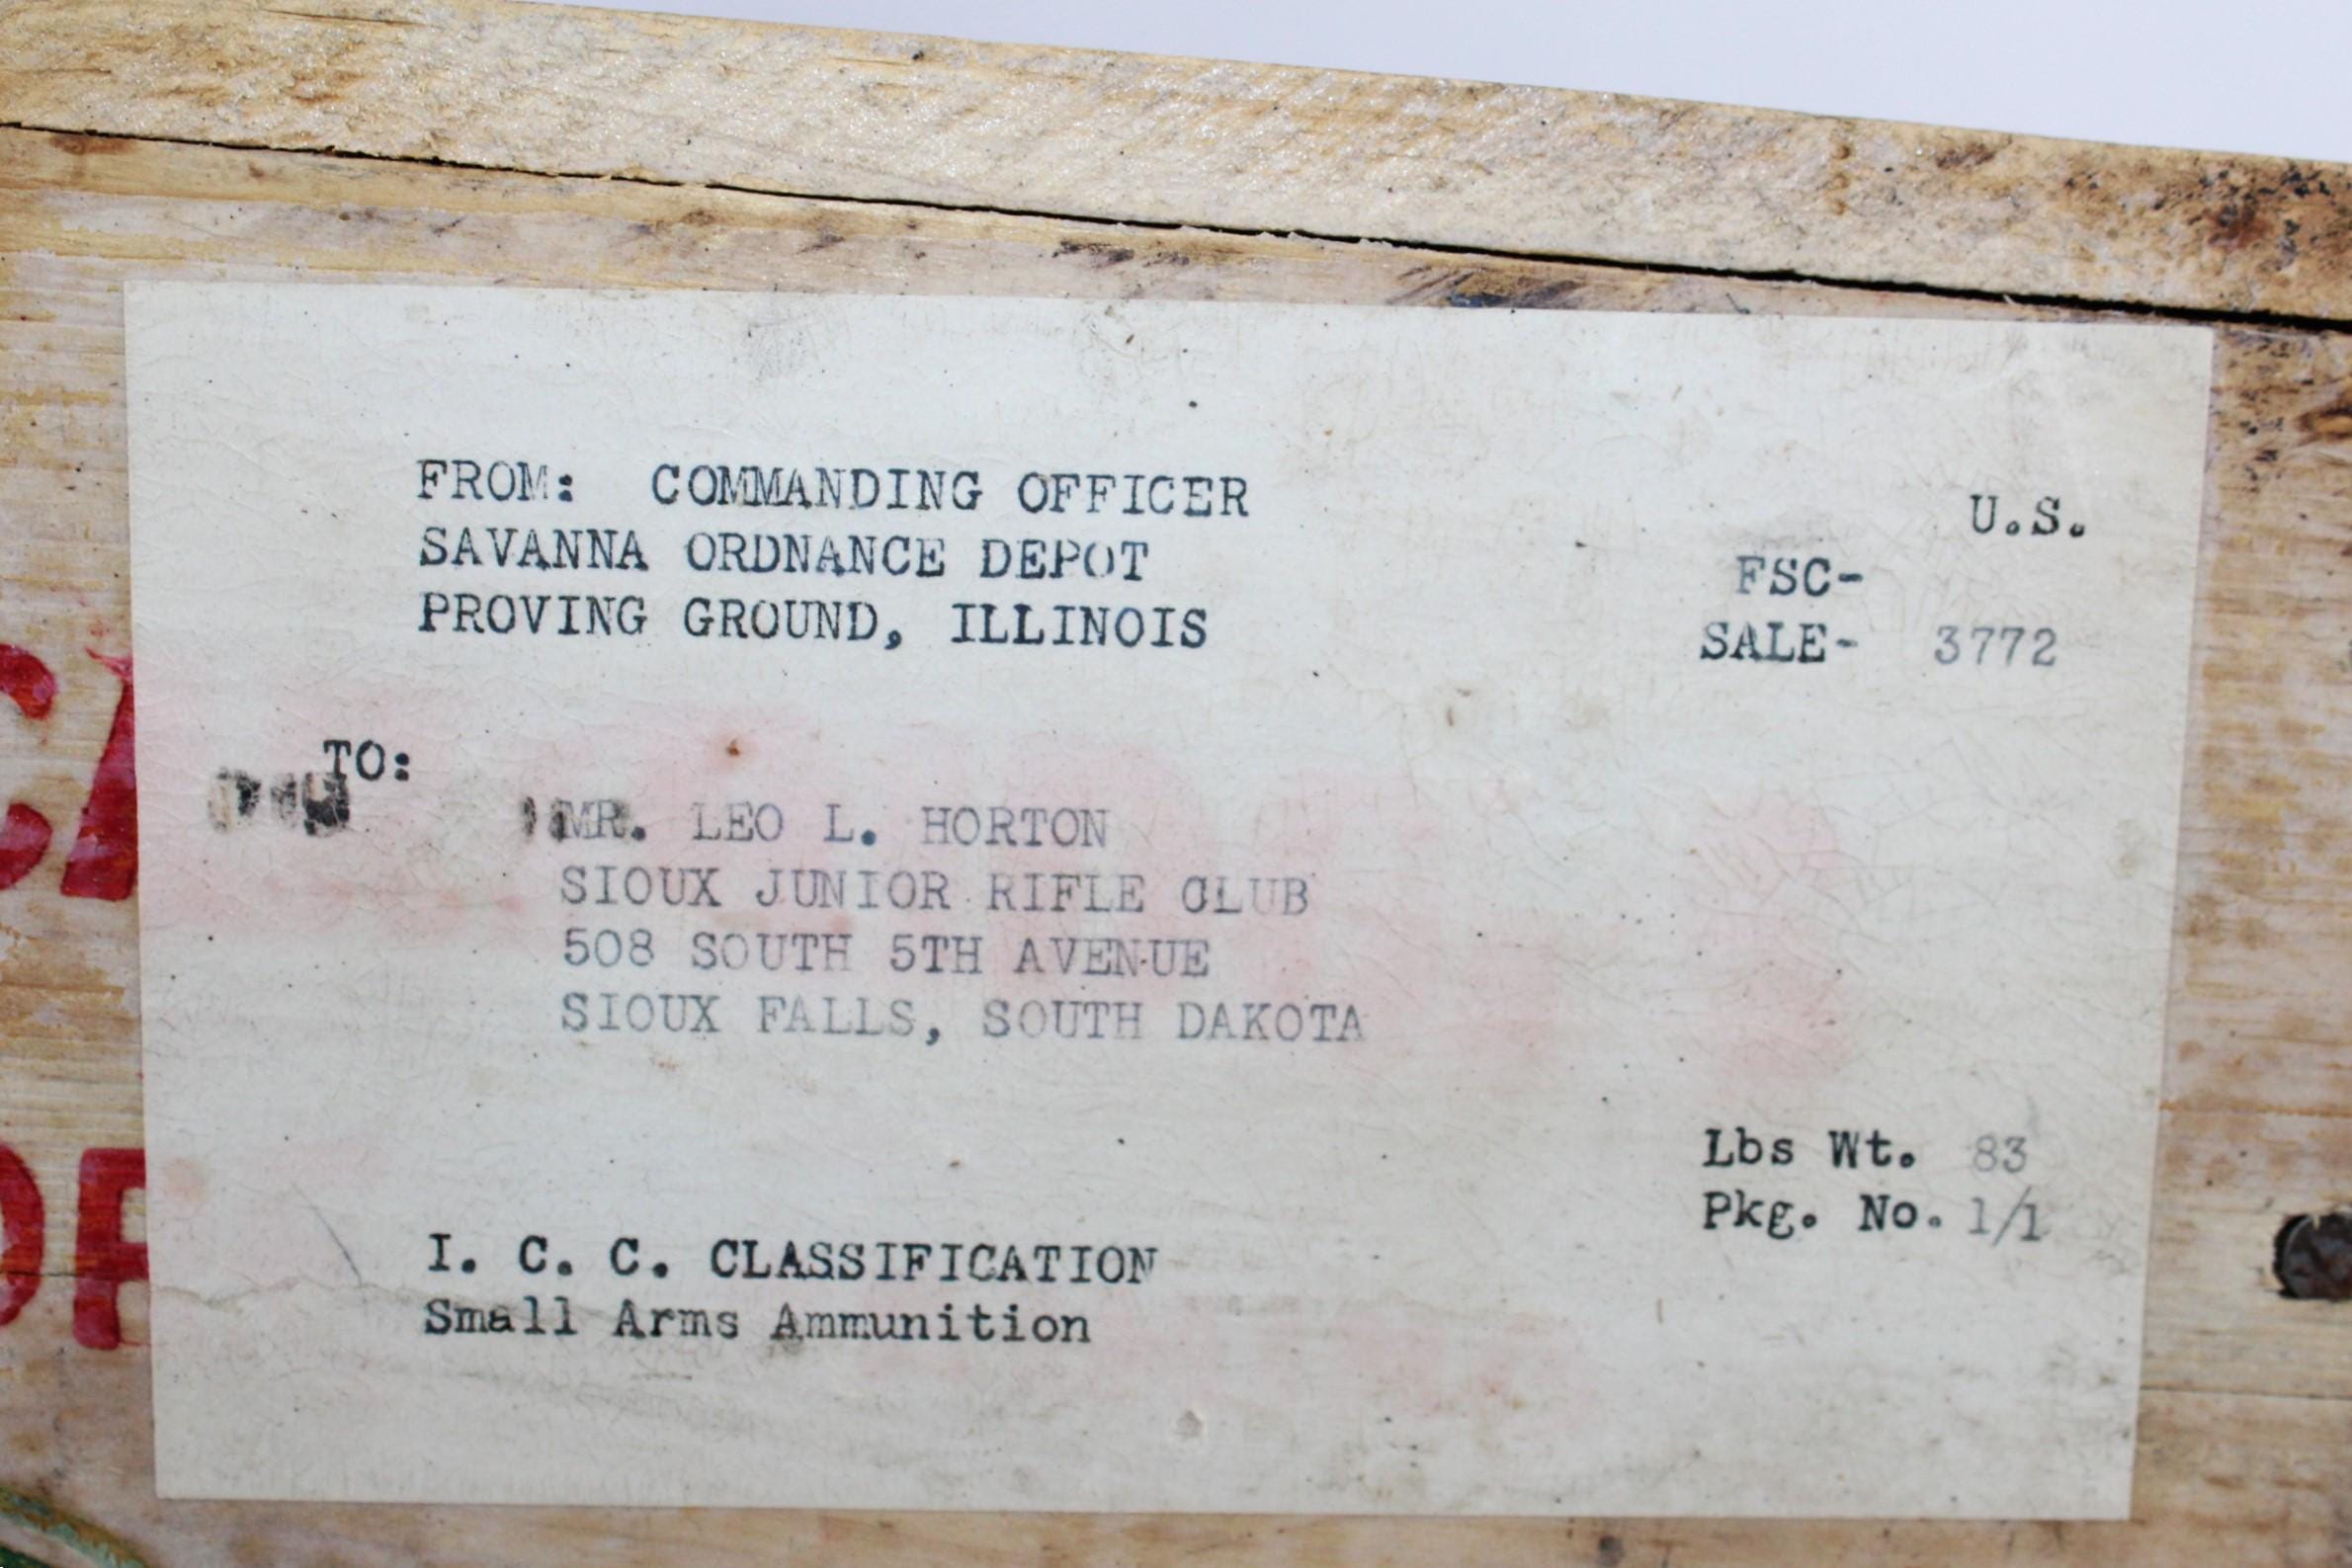 FROM: COMMANDING OFFICER
SAVANNA ORDNANCE DEPOT
PROVING GROUND, ILLINOIS
U.S.
FSC-
SALE- 3772
TO:
MR. LEO L. HORTON
SIOUX JUNIOR RIFLE CLUB
508 SOUTH 5TH AVENUE
SIOUX FALLS, SOUTH DAKOTA
Lbs Wt. 83
Pkg. No. 1/1
I. C. C. CLASSIFICATION
Small Arms Ammunition